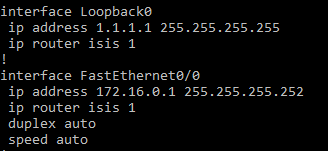 interface Loopback0
 ip address 1.1.1.1 255.255.255.255
 ip router isis 1
!
interface FastEthernet0/0
 ip address 172.16.0.1 255.255.255.252
 ip router isis 1
 duplex auto
 speed auto